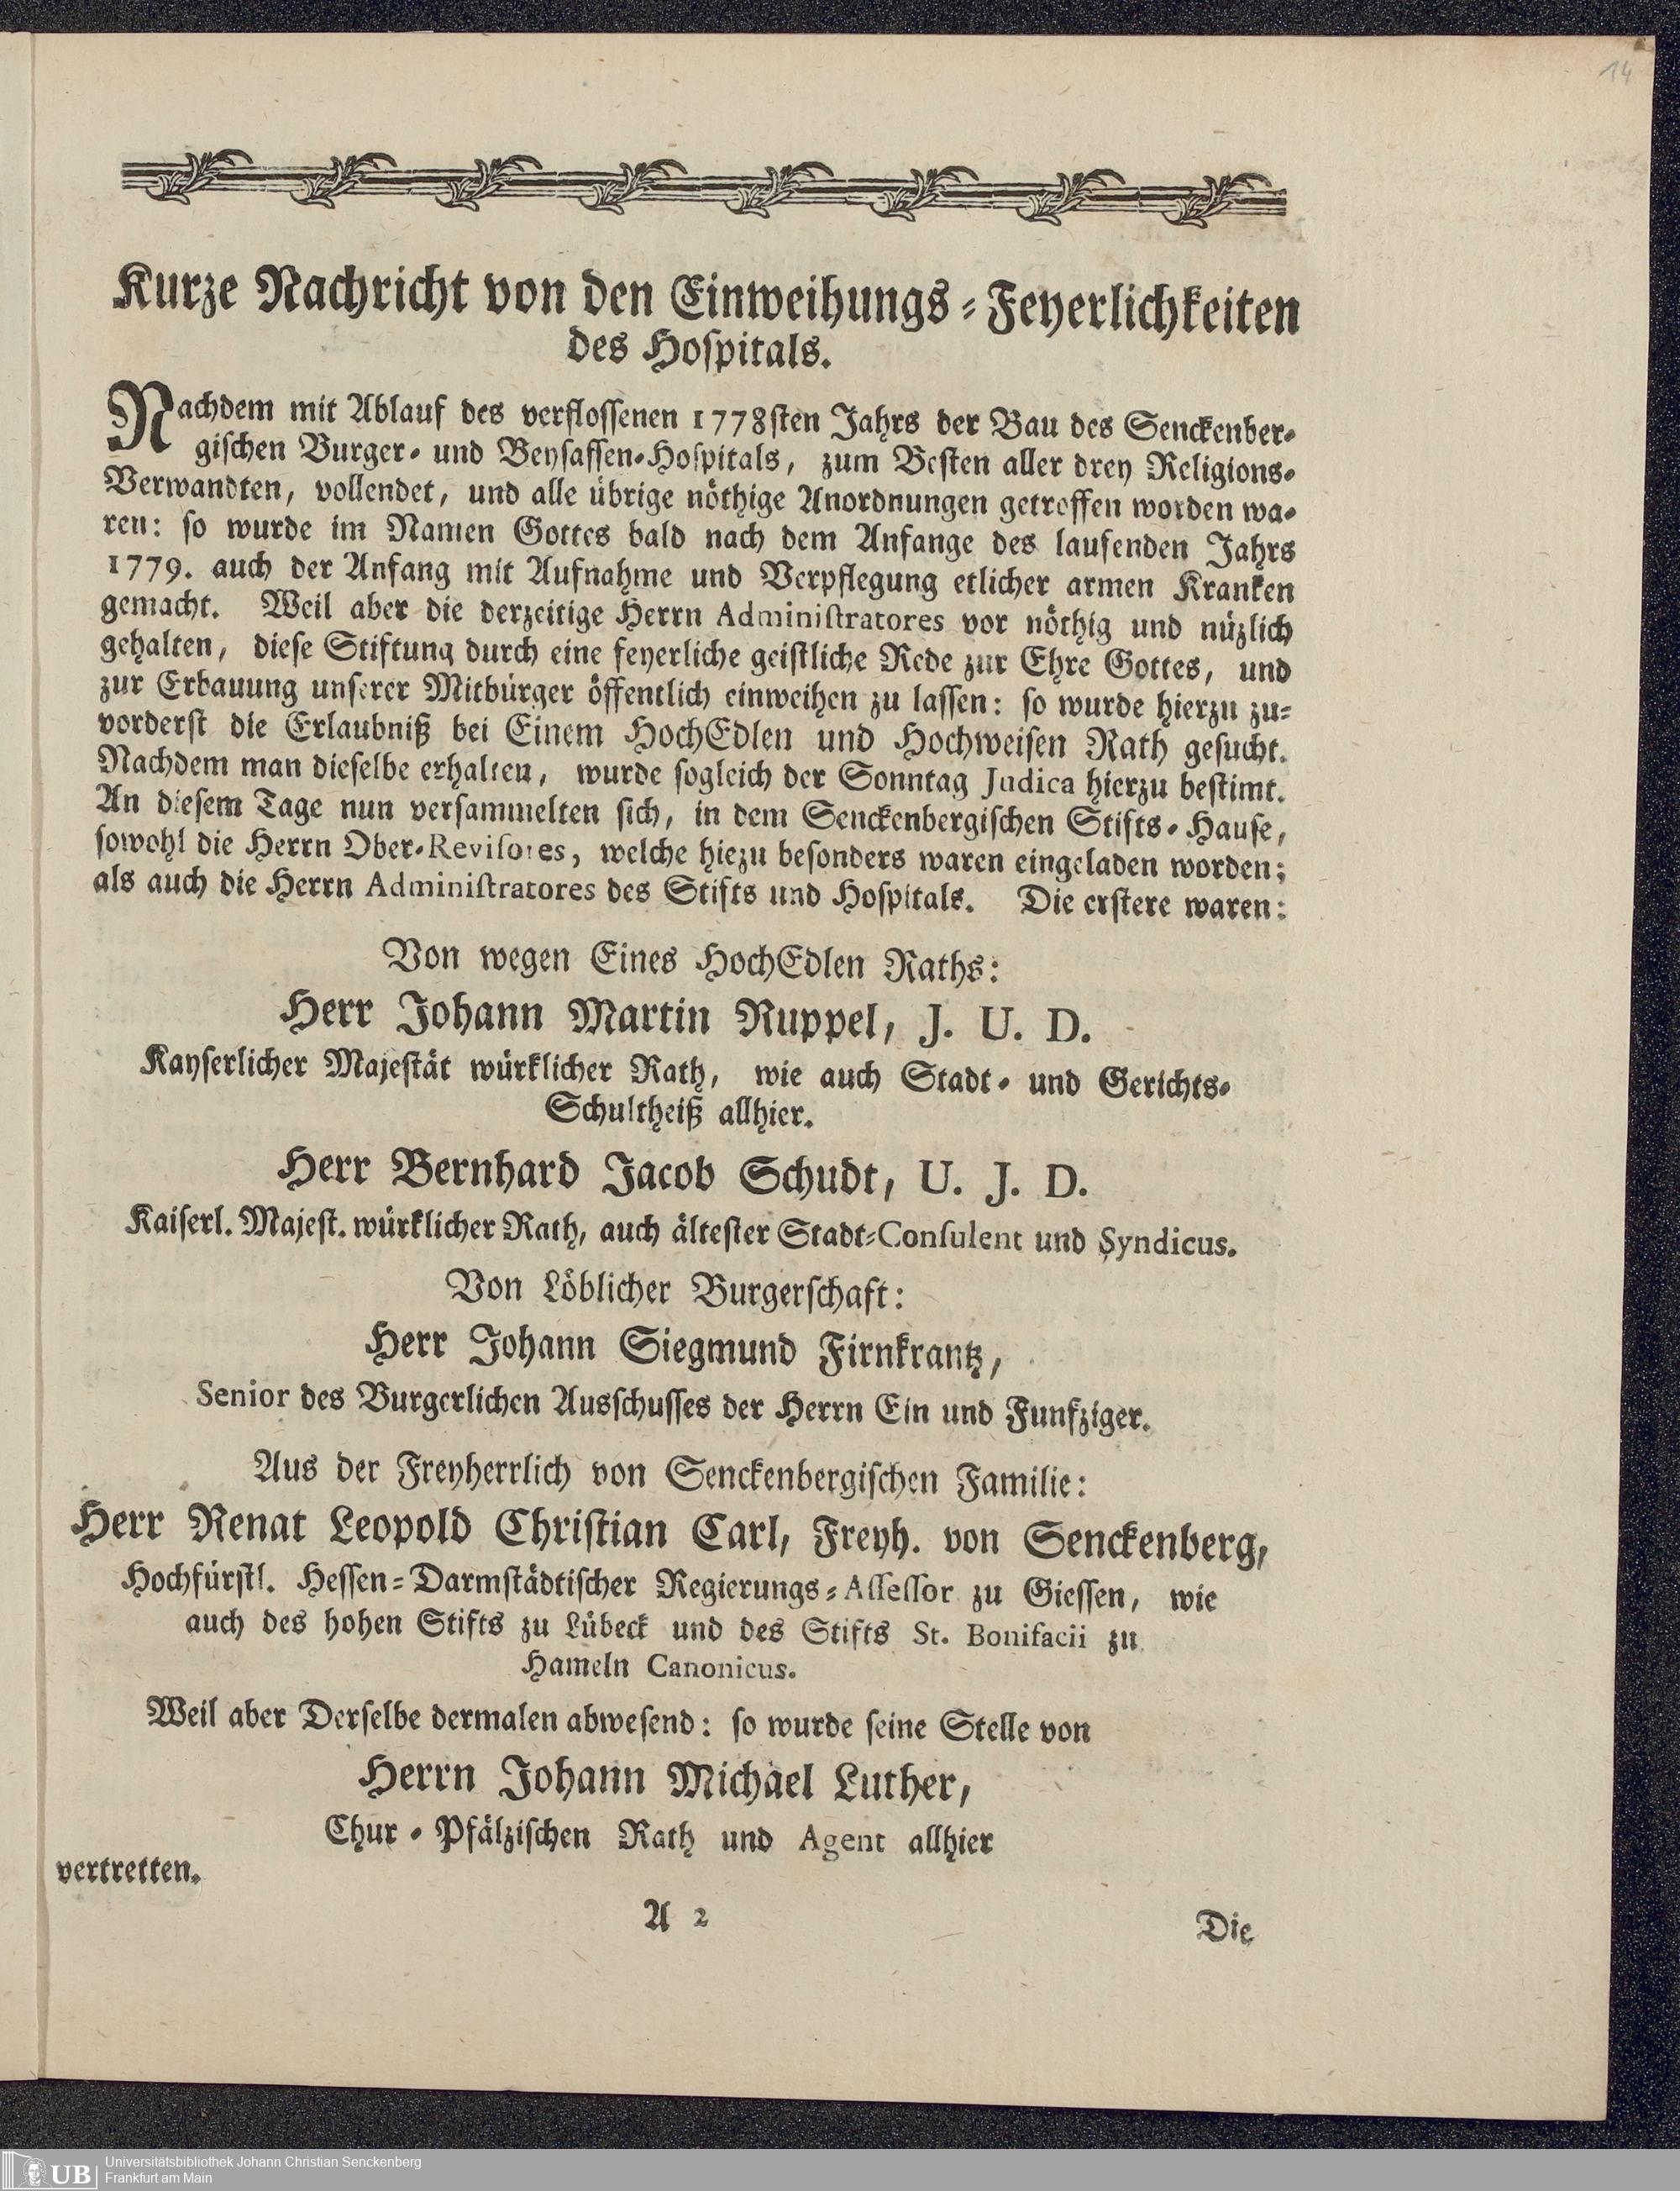 14
Kurze Nachricht von den Einweihungs-Feyerlichkeiten
des Hoſpitals.
Nachdem mit Ablauf des verfloſſenen 1778ſten Jahrs der Bau des Senckenber-
giſchen Burger- und Beyſaſſen-Hoſpitals, zum Beſten aller drey Religions-
Verwandten, vollendet, und alle übrige nöthige Anordnungen getroffen worden wa-
ren: ſo wurde im Namen Gottes bald nach dem Anfange des laufenden Jahrs
1779. auch der Anfang mit Aufnahme und Verpflegung etlicher armen Kranken
gemacht. Weil aber die derzeitige Herrn Adminiſtratores vor nöthig und nüzlich
gehalten, dieſe Stiftung durch eine feyerliche geiſtliche Rede zur Ehre Gottes, und
zur Erbauung unſerer Mitbürger öffentlich einweihen zu laſſen: ſo wurde hierzu zu-
vorderſt die Erlaubniß bei Einem HochEdlen und Hochweiſen Rath geſucht.
Nachdem man dieſelbe erhalten, wurde ſogleich der Sonntag Judica hierzu beſtimt.
An dieſem Tage nun verſammelten ſich, in dem Senckenbergiſchen Stifts-Hauſe,
ſowohl die Herrn Ober-Reviſores, welche hiezu beſonders waren eingeladen worden;
als auch die Herrn Adminiſtratores des Stifts und Hoſpitals. Die erſtere waren:
Von wegen Eines HochEdlen Raths:
Herr Johann Martin Ruppel, J. U. D.
Kayſerlicher Majeſtät würklicher Rath, wie auch Stadt- und Gerichts-
Schultheiß allhier.
Herr Bernhard Jacob Schudt, U. J. D.
Kaiſerl. Majeſt. würklicher Rath, auch älteſter Stadt-Conſulent und Syndicus.
Von Löblicher Burgerſchaft:
Herr Johann Siegmund Firnkrantz,
Senior des Burgerlichen Ausſchuſſes der Herrn Ein und Funfziger.
Aus der Freyherrlich von Senckenbergiſchen Familie:
Herr Renat Leopold Chriſtian Carl, Freyh. von Senckenberg,
Hochfürſtl. Heſſen-Darmſtädtiſcher Regierungs-Aſſeſſor zu Gieſſen, wie
auch des hohen Stifts zu Lübeck und des Stifts St. Bonifacii zu
Hameln Canonicus.
Weil aber Derſelbe dermalen abweſend: ſo wurde ſeine Stelle von
Herrn Johann Michael Luther,
Chur-Pfälziſchen Rath und Agent allhier
vertretten.
A 2
Die
UB
Universitätsbibliothek Johann Christian Senckenberg
Frankfurt am Main